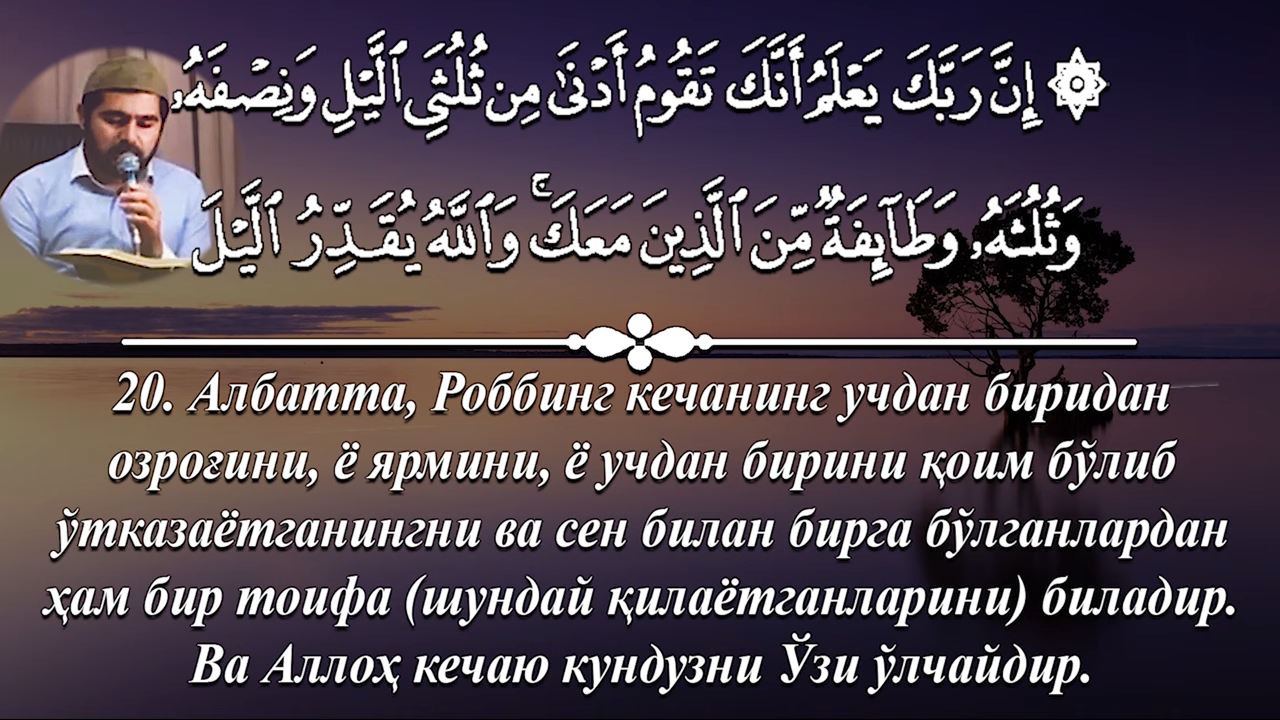 ۞ إِنَّ رَبَّكَ يَعْلَمُ أَنَّكَ تَقُومُ أَدْنَىٰ مِن ثُلُثَىِ ٱلَّيْلِ وَنِصْفَهُۥ
وَثُلُثَهُۥ وَطَآئِفَةٌ مِّنَ ٱلَّذِينَ مَعَكَ ۚ وَٱللَّهُ يُقَدِّرُ ٱلَّيْلَ
20. Албатта, Роббинг кечанинг учдан биридан
озроғини, ё ярмини, ё учдан бирини қоим бўлиб
ўтказаётганингни ва сен билан бирга бўлганлардан
ҳам бир тоифа (шундай қилаётганларини) биладир.
Ва Аллоҳ кечаю кундузни Ўзи ўлчайдир.